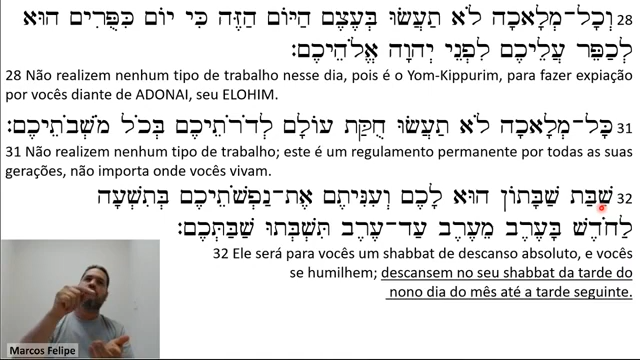 28 וְכָל־מְלָאכָה לֹא תַעֲשׂוּ בְּעֶצֶם הַיּוֹם הַזֶּה כִּי יוֹם כִּפֻּרִים הוּא
לְכַפֵּר עֲלֵיכֶם לִפְנֵי יְהוָה אֱלֹהֵיכֶם׃
28 Não realizem nenhum tipo de trabalho nesse dia, pois é o Yom-Kippurim, para fazer expiação
por vocês diante de ADONAI, seu ELOHIM.
31 כָּל־מְלָאכָה לֹא תַעֲשׂוּ חֻקַּת עוֹלָם לְדֹרֹתֵיכֶם בְּכֹל מֹשְׁבֹתֵיכֶם׃
31 Não realizem nenhum tipo de trabalho; este é um regulamento permanente por todas as suas
gerações, não importa onde vocês vivam.
32 שַׁבַּת שַׁבָּתוֹן הוּא לָכֶם וְעִנִּיתֶם אֶת־נַפְשֹׁתֵיכֶם בְּתִשְׁעָה
לַחֹדֶשׁ בָּעֶרֶב מֵעֶרֶב עַד־עֶרֶב תִּשְׁבְּתוּ שַׁבַּתְּכֶם׃
32 Ele será para vocês um shabbat de descanso absoluto, e vocês
se humilhem; descansem no seu shabbat da tarde do
nono dia do mês até a tarde seguinte.
Marcos Felipe